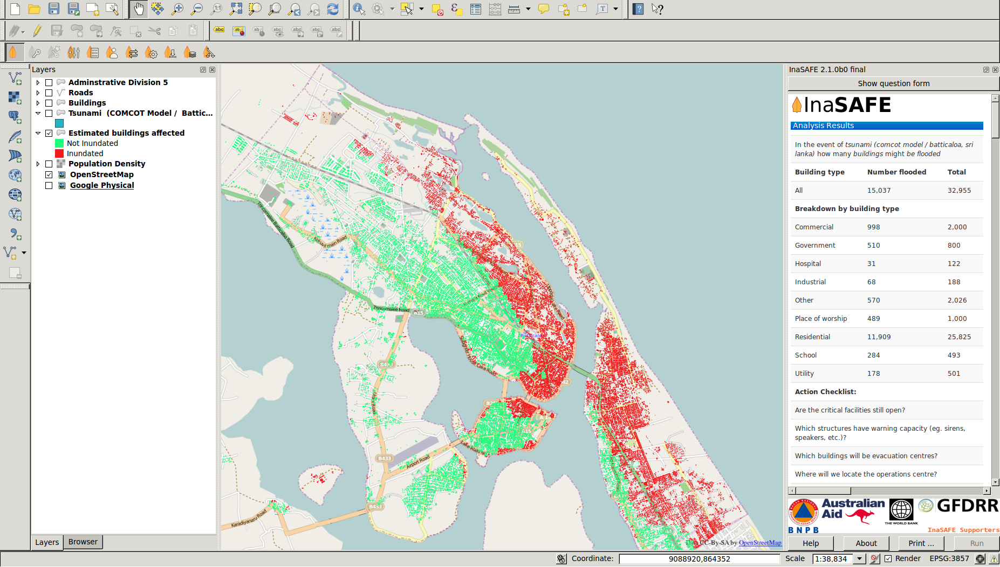 Layers
Adminstrative Division 5
Roads
Buildings
Tsunami (COMCOT Model / Battic...
Estimated buildings affected
Not Inundated
Inundated
Population Density
OpenStreetMap
Google Physical
Layers
Browser
Trincomalee Batticaloa Road
Kokuvil main Road
Trincomalee Road
A15
B433
Airport Road
B433
Karadiyanaru Road
Data CC-By-SA by OpenStreetMap
InaSAFE 2.1.0b0 final
Show question form
InaSAFE
Analysis Results
In the event of tsunami (comcot model / batticaloa, sri
lanka) how many buildings might be flooded
Building type Number flooded Total
All 15,037 32,955
Breakdown by building type
Commercial 998 2,000
Government 510 800
Hospital 31 122
Industrial 68 188
Other 570 2,026
Place of worship 489 1,000
Residential 11,909 25,825
School 284 493
Utility 178 501
Action Checklist:
Are the critical facilities still open?
Which structures have warning capacity (eg. sirens,
speakers, etc.)?
Which buildings will be evacuation centres?
Where will we locate the operations centre?
BNPB
Australian
Aid
THE WORLD BANK
GFDRR
InaSAFE Supporters
Help About Print ... Run
Coordinate: 9088920,864352 Scale 1:38,834 Render EPSG:3857